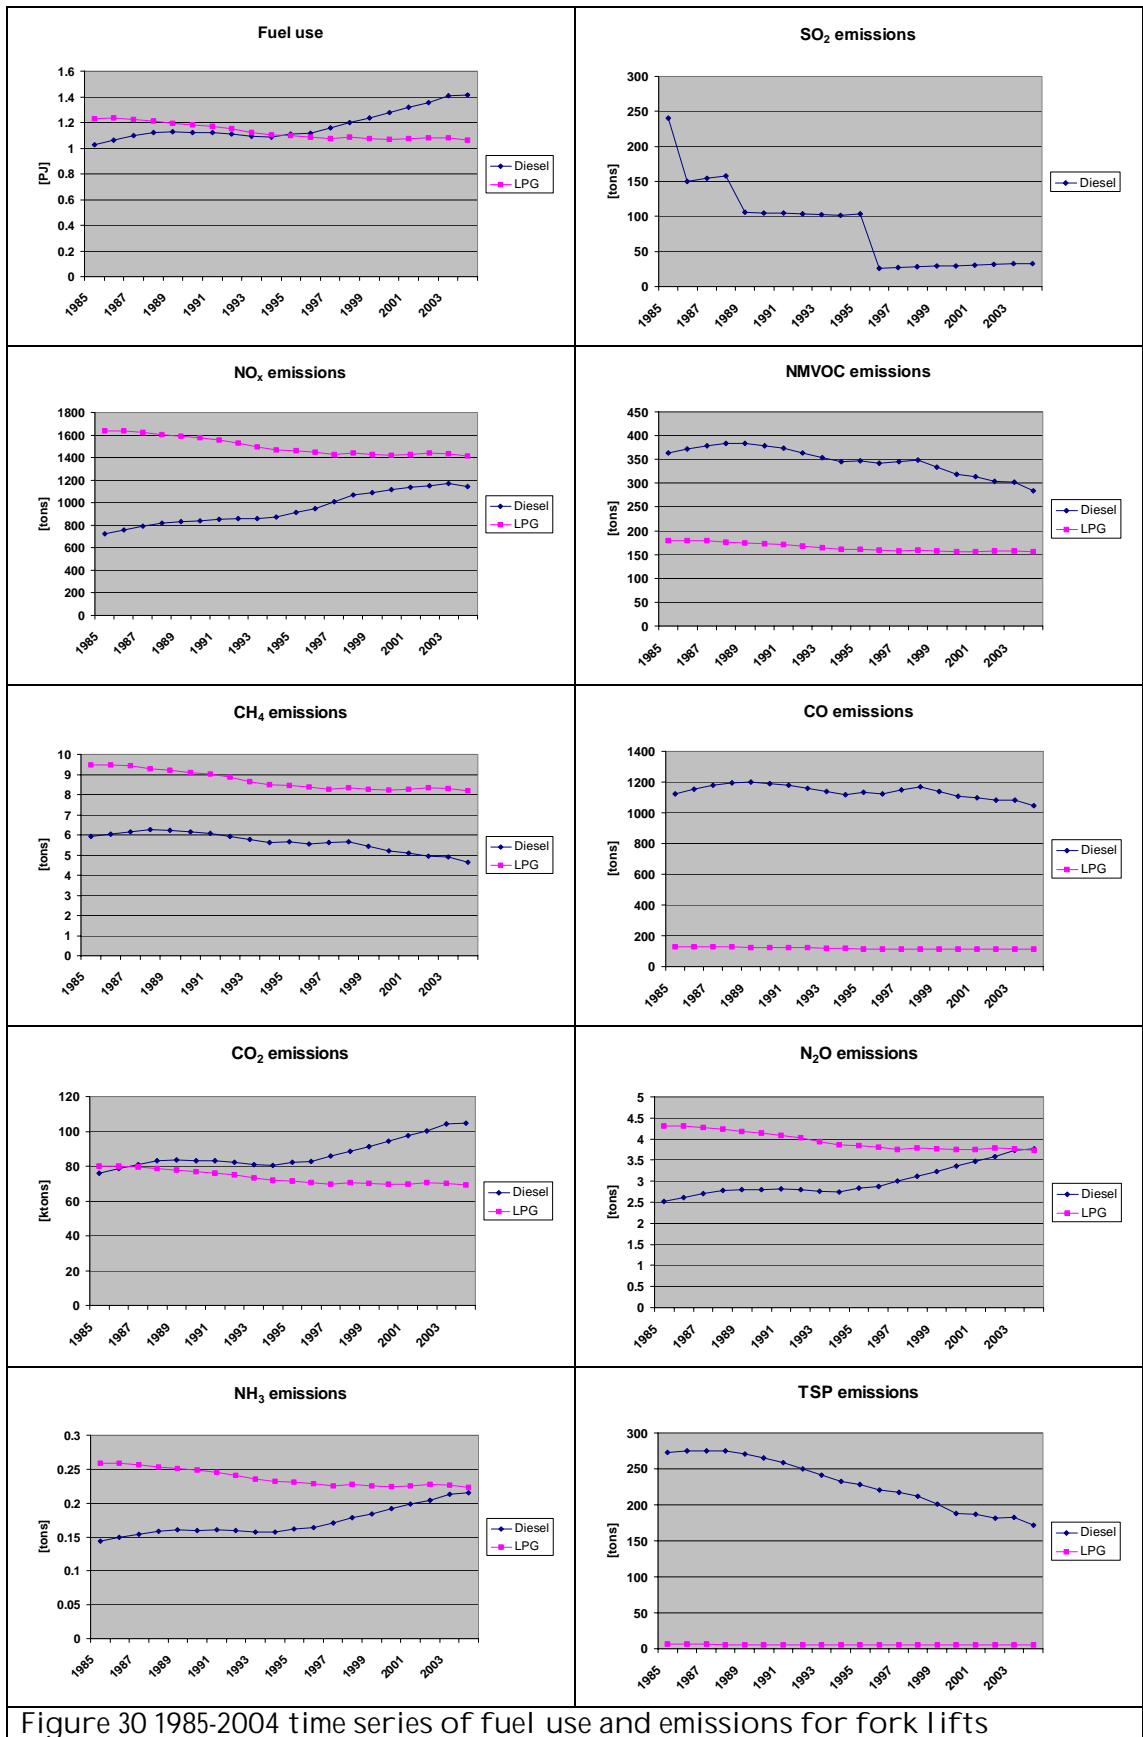 Fuel use
[PJ]
1.6
1.4
1.2
1
0.8
0.6
0.4
0.2
0
1985 1987 1989 1991 1993 1995 1997 1999 2001 2003
Diesel
LPG
SO2 emissions
[tons]
300
250
200
150
100
50
0
1985 1987 1989 1991 1993 1995 1997 1999 2001 2003
Diesel
NOx emissions
[tons]
1800
1600
1400
1200
1000
800
600
400
200
0
1985 1987 1989 1991 1993 1995 1997 1999 2001 2003
Diesel
LPG
NMVOC emissions
[tons]
450
400
350
300
250
200
150
100
50
0
1985 1987 1989 1991 1993 1995 1997 1999 2001 2003
Diesel
LPG
CH4 emissions
[tons]
10
9
8
7
6
5
4
3
2
1
0
1985 1987 1989 1991 1993 1995 1997 1999 2001 2003
Diesel
LPG
CO emissions
[tons]
1400
1200
1000
800
600
400
200
0
1985 1987 1989 1991 1993 1995 1997 1999 2001 2003
Diesel
LPG
CO2 emissions
[ktons]
120
100
80
60
40
20
0
1985 1987 1989 1991 1993 1995 1997 1999 2001 2003
Diesel
LPG
N2O emissions
[tons]
5
4.5
4
3.5
3
2.5
2
1.5
1
0.5
0
1985 1987 1989 1991 1993 1995 1997 1999 2001 2003
Diesel
LPG
NH3 emissions
[tons]
0.3
0.25
0.2
0.15
0.1
0.05
0
1985 1987 1989 1991 1993 1995 1997 1999 2001 2003
Diesel
LPG
TSP emissions
[tons]
300
250
200
150
100
50
0
1985 1987 1989 1991 1993 1995 1997 1999 2001 2003
Diesel
LPG
Figure 30 1985-2004 time series of fuel use and emissions for fork lifts